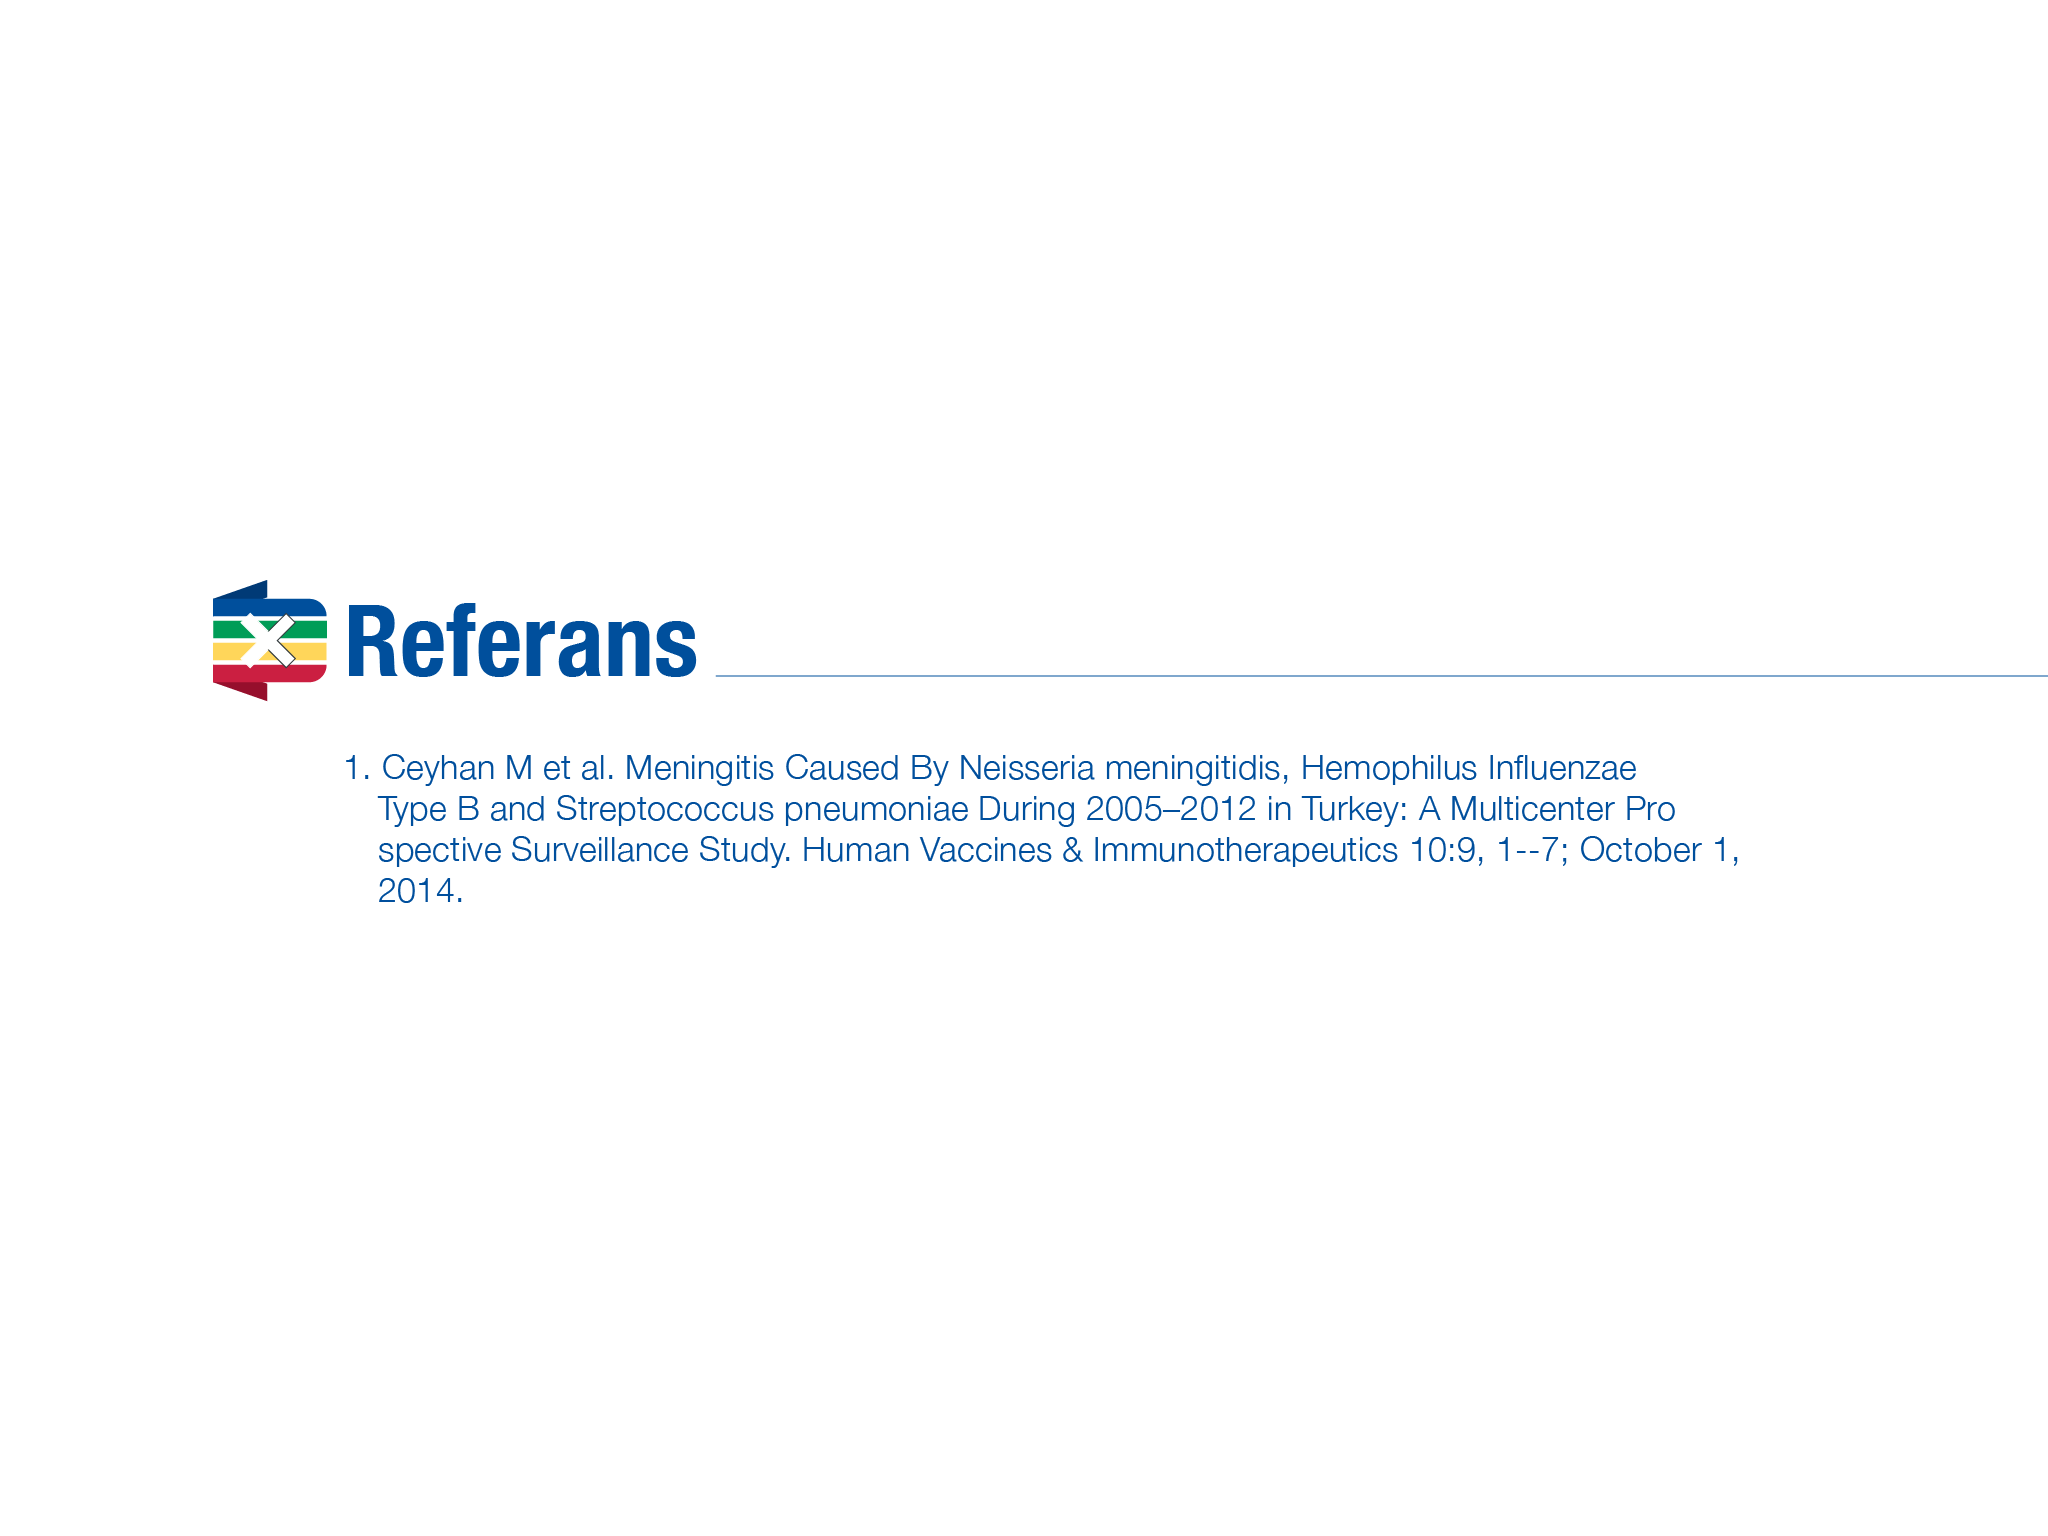 Referans
1. Ceyhan M et al. Meningitis Caused By Neisseria meningitidis, Hemophilus Influenzae
Type B and Streptococcus pneumoniae During 2005–2012 in Turkey: A Multicenter Pro
spective Surveillance Study. Human Vaccines & Immunotherapeutics 10:9, 1--7; October 1,
2014.